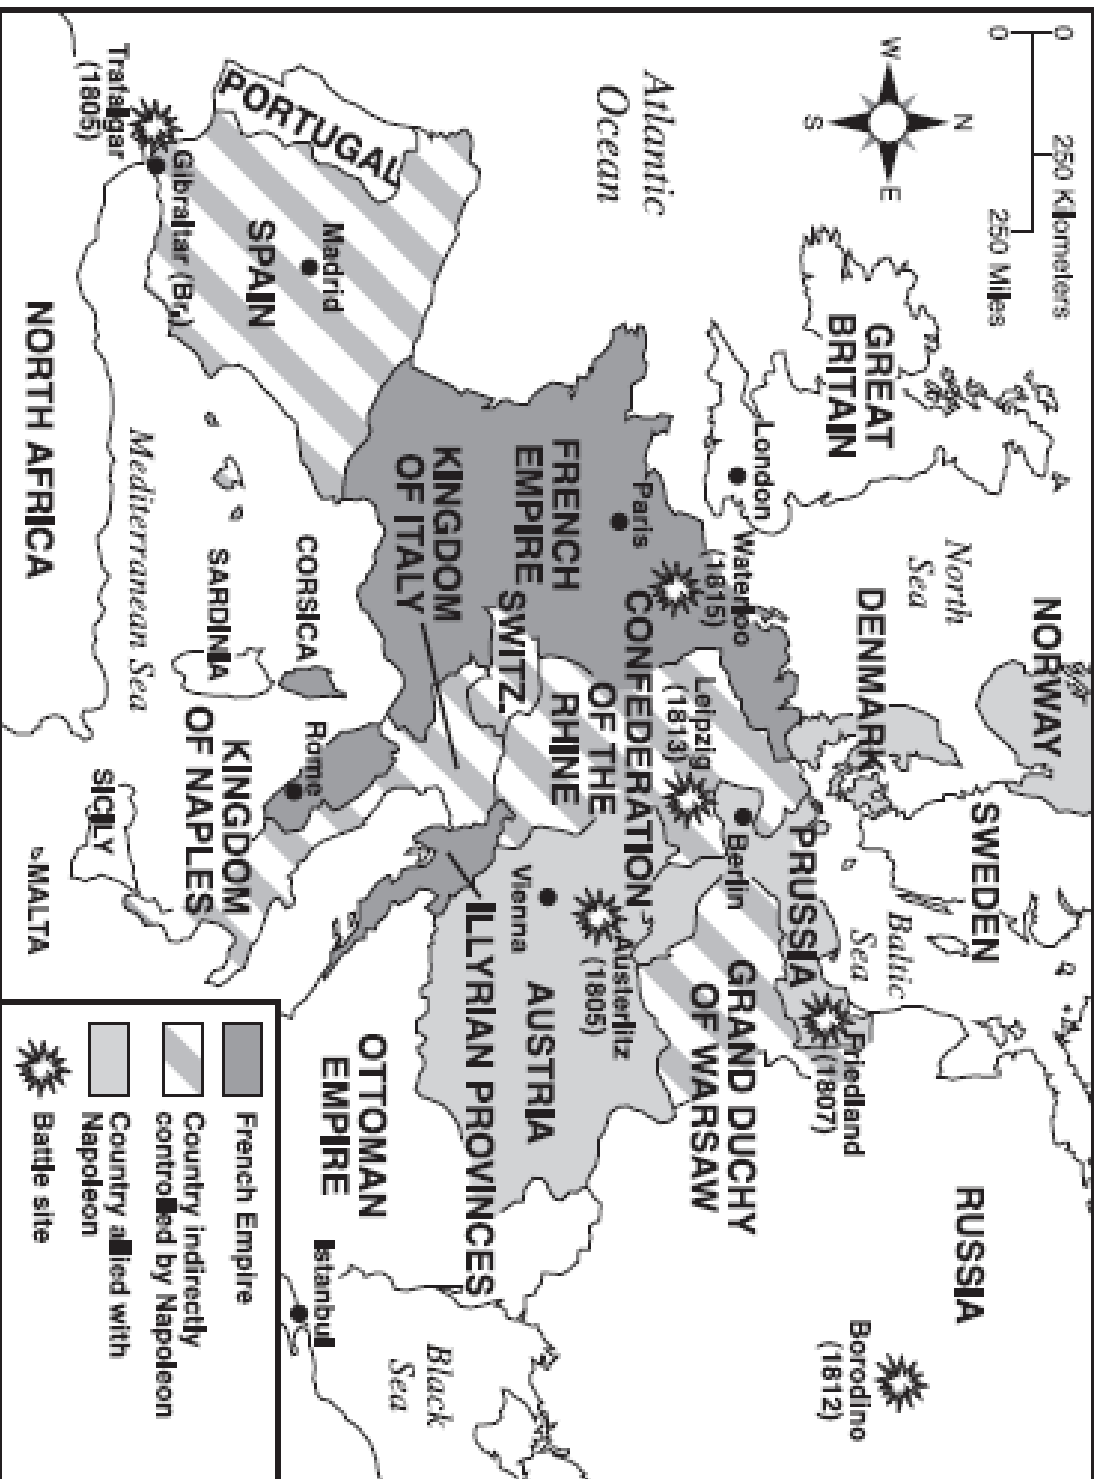 0 250 Kilometers
0 250 Miles
N
W
E
S
Atlantic
Ocean
GREAT
BRITAIN
London
North
Sea
NORWAY
SWEDEN
DENMARK
Baltic
Sea
RUSSIA
Borodino
(1812)
Friedland
(1807)
PRUSSIA
Berlin
GRAND DUCHY
OF WARSAW
Waterloo
(1815)
Leipzig
(1813)
CONFEDERATION
OF THE
RHINE
Paris
FRENCH
EMPIRE
SWITZ.
Austerlitz
(1805)
Vienna
AUSTRIA
ILLYRIAN PROVINCES
KINGDOM
OF ITALY
PORTUGAL
Madrid
SPAIN
Trafalgar
(1805)
Gibraltar (Br.)
CORSICA
SARDINIA
Rome
KINGDOM
OF NAPLES
SICILY
MALTA
Mediterranean Sea
NORTH AFRICA
OTTOMAN
EMPIRE
Istanbul
Black
Sea
French Empire
Country indirectly
controlled by Napoleon
Country allied with
Napoleon
Battle site